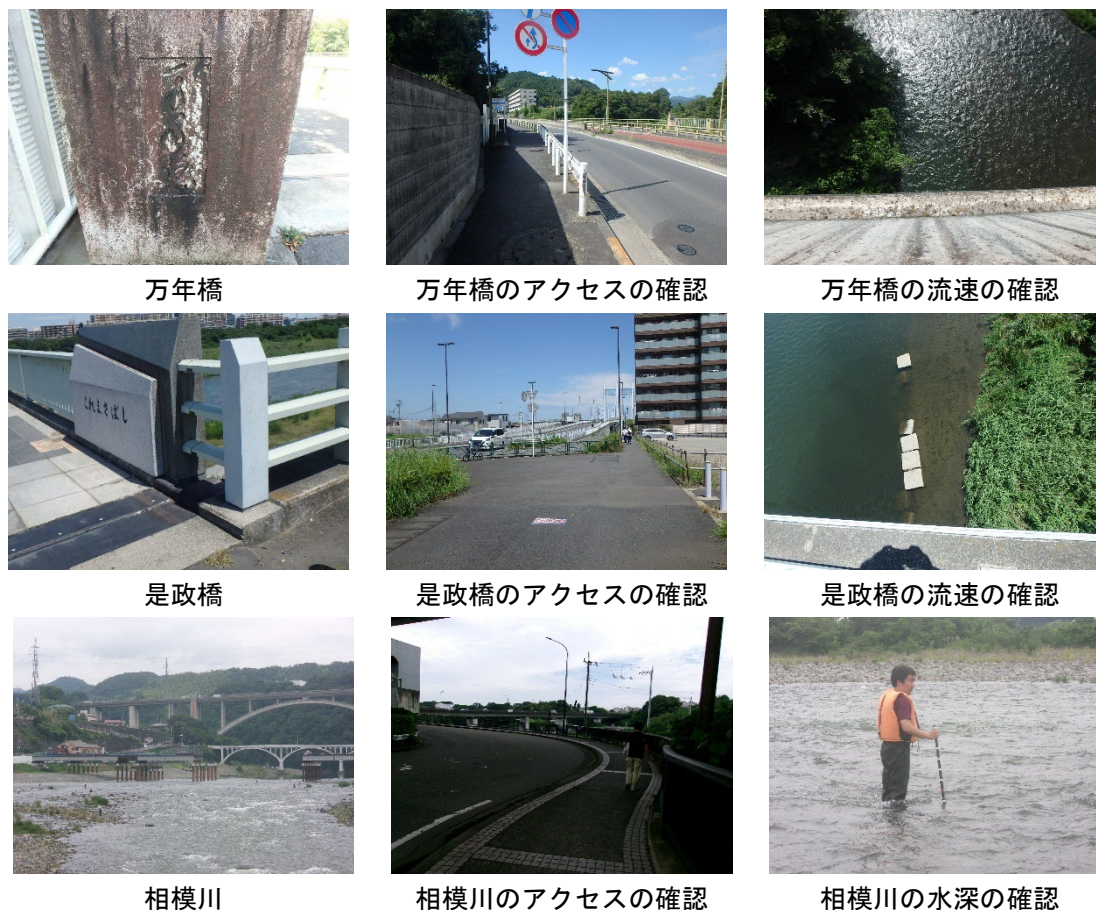 万年橋
万年橋のアクセスの確認
万年橋の流速の確認
これまさばし
是政橋
是政橋のアクセスの確認
是政橋の流速の確認
相模川
相模川のアクセスの確認
相模川の水深の確認